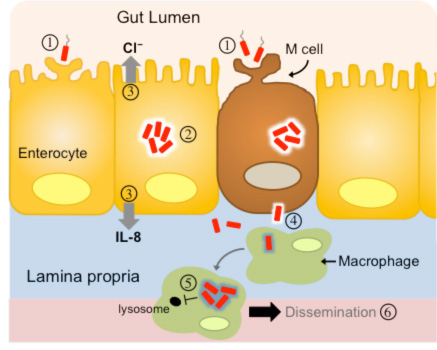 Gut Lumen
① Cl⁻ ① M cell
③
②
Enterocyte
③ ④
IL-8
Macrophage
Lamina propria
⑤
lysosome
Dissemination ⑥